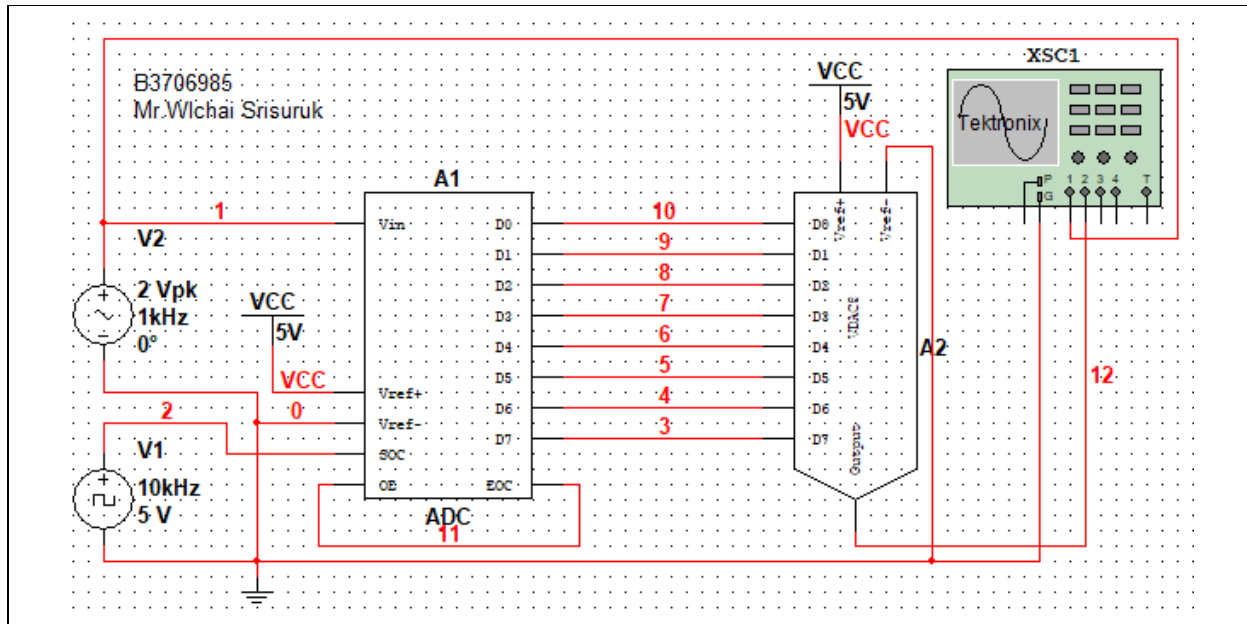 XSC1
B3706985
Mr.WIchai Srisuruk
VCC
5V
VCC
Tektronix
P
G
1 2 3 4 T
A1
1
Vin
D0
D1
D2
D3
D4
D5
D6
D7
10
9
8
7
6
5
4
3
D0
D1
D2
D3
D4
D5
D6
D7
Vref+
Vref-
VDAC8
Output
A2
12
V2
2 Vpk
1kHz
0°
VCC
5V
VCC
Vref+
0
Vref-
2
SOC
V1
10kHz
5 V
OE
EOC
ADC
11